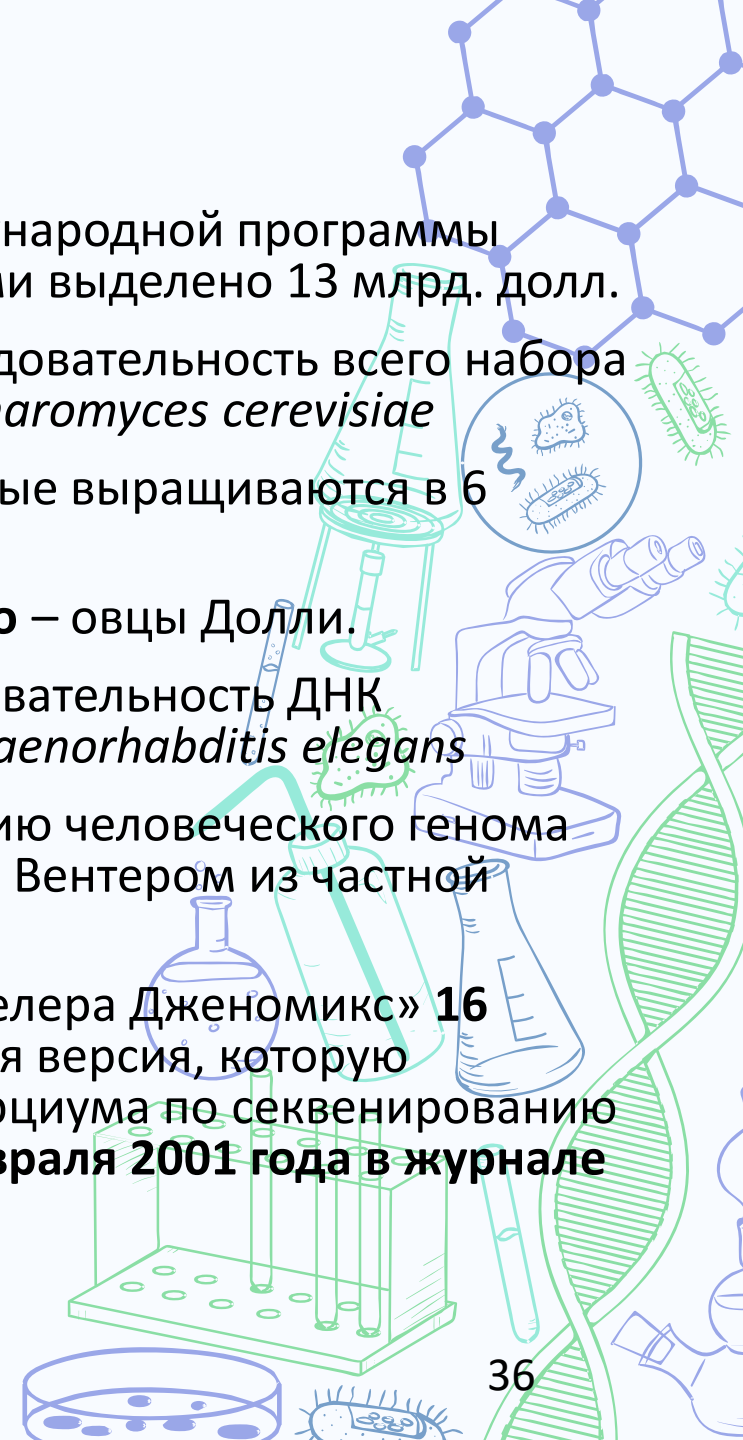 народной программы
ми выделено 13 млрд. долл.
довательность всего набора
haromyces cerevisiae
ые выращиваются в 6
о – овцы Долли.
вательность ДНК
aenorhabditis elegans
ию человеческого генома
Вентером из частной
елера Дженомикс» 16
я версия, которую
рциума по секвенированию
враля 2001 года в журнале
36